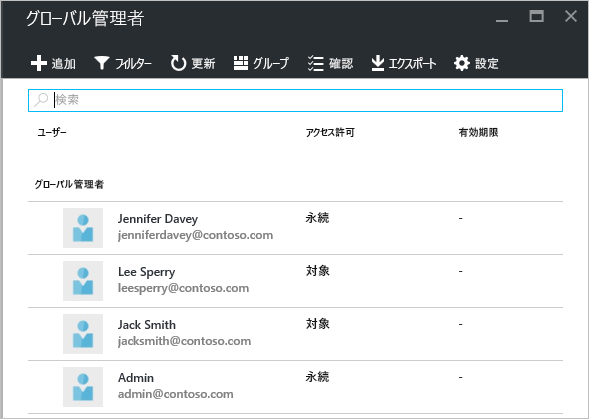 グローバル管理者
追加 フィルター 更新 グループ 確認 エクスポート 設定
検索
ユーザー アクセス許可 有効期限
グローバル管理者
Jennifer Davey 永続 -
jenniferdavey@contoso.com
Lee Sperry 対象 -
leesperry@contoso.com
Jack Smith 対象 -
jacksmith@contoso.com
Admin 永続 -
admin@contoso.com